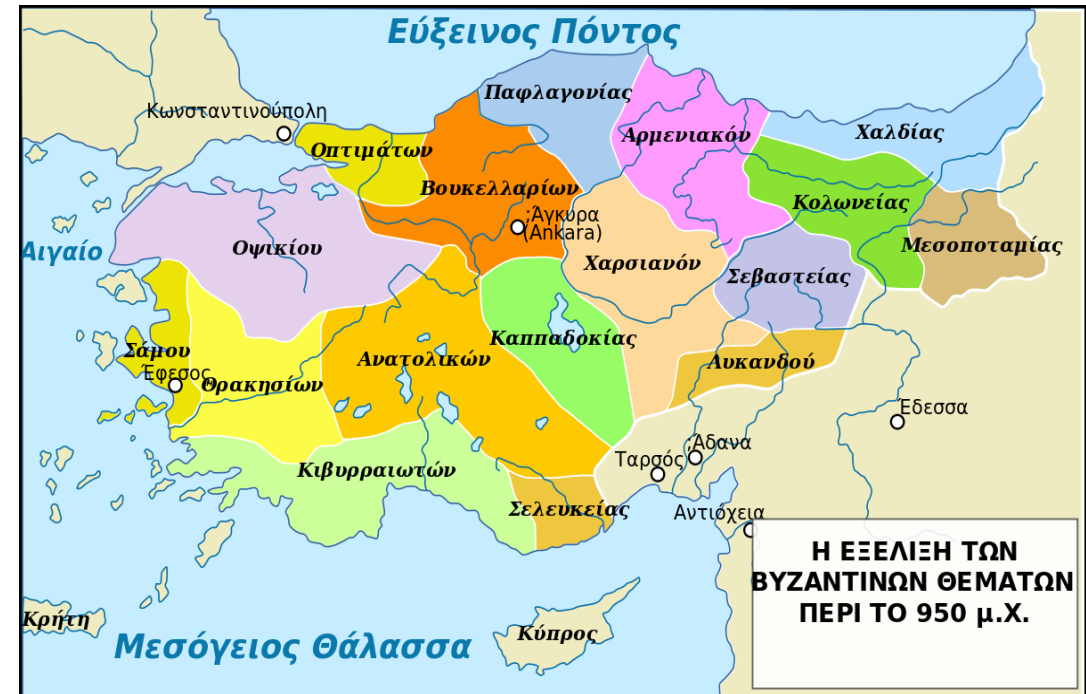 Εύξεινος Πόντος
Παφλαγονίας
Κωνσταντινούπολη
Αρμενιακόν
Χαλδίας
Οπτιμάτων
Βουκελλαρίων
Κολωνείας
;Άγκυρα
(Ankara)
Αιγαίο
Οψικίου
Μεσοποταμίας
Χαρσιανόν
Σεβαστείας
Καππαδοκίας
Σάμου
Ανατολικών
Λυκανδού
Έφεσος
Θρακησίων
Έδεσσα
;Άδανα
Ταρσός
Κιβυρραιωτών
Σελευκείας
Αντιόχεια
Η ΕΞΕΛΙΞΗ ΤΩΝ
ΒΥΖΑΝΤΙΝΩΝ ΘΕΜΑΤΩΝ
ΠΕΡΙ ΤΟ 950 μ.Χ.
Κρήτη
Κύπρος
Μεσόγειος Θάλασσα